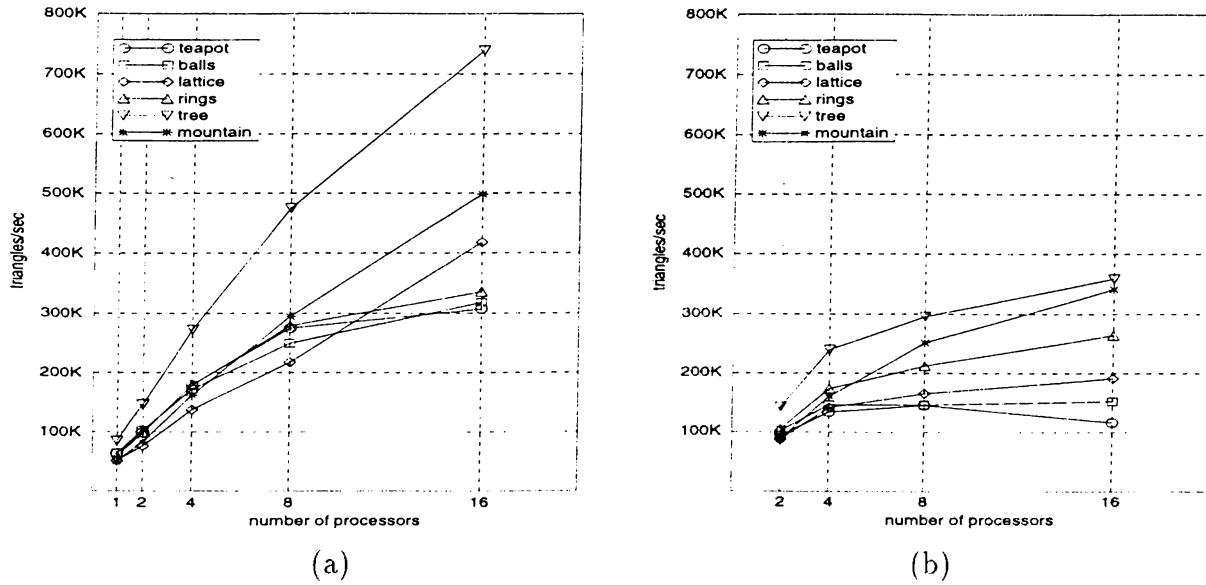 800K
700K
600K
500K
400K
300K
200K
100K
triangles/sec
teapot
balls
lattice
rings
tree
mountain
1 2 4 8 16
number of processors
(a)
800K
700K
600K
500K
400K
300K
200K
100K
triangles/sec
teapot
balls
lattice
rings
tree
mountain
2 4 8 16
number of processors
(b)